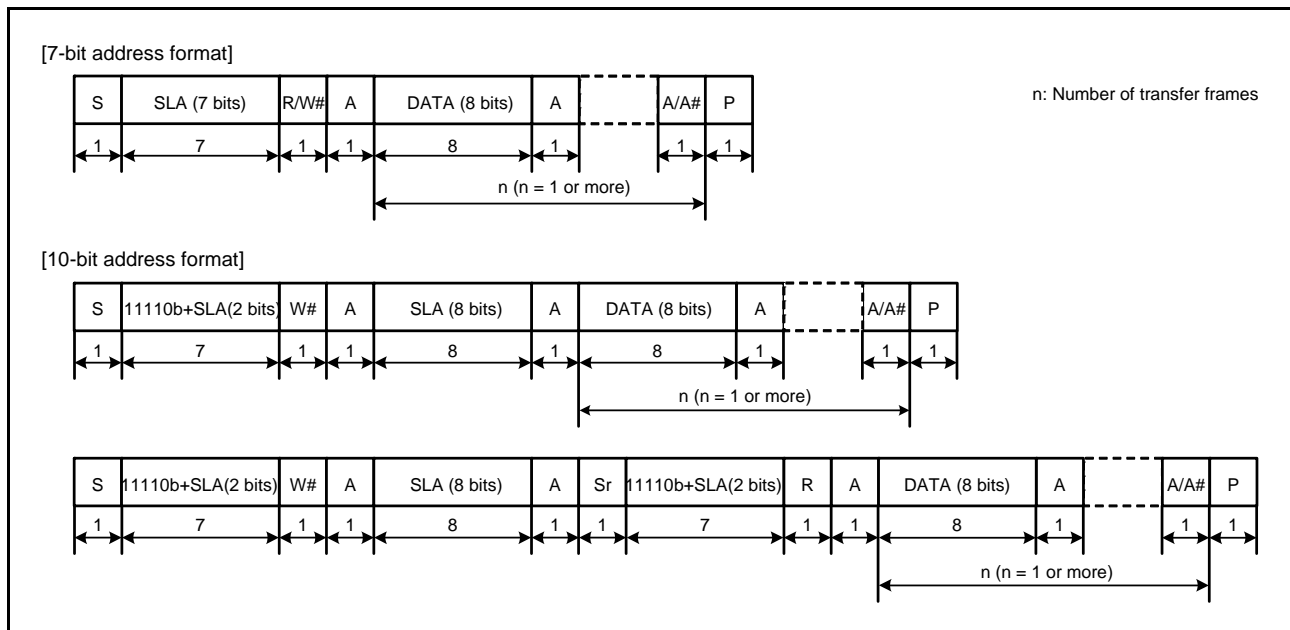 [7-bit address format]
n: Number of transfer frames
S SLA (7 bits) R/W# A DATA (8 bits) A A/A# P
1 7 1 1 8 1 1 1
n (n = 1 or more)
[10-bit address format]
S 11110b+SLA(2 bits) W# A SLA (8 bits) A DATA (8 bits) A A/A# P
1 7 1 1 8 1 8 1 1 1
n (n = 1 or more)
S 11110b+SLA(2 bits) W# A SLA (8 bits) A Sr 11110b+SLA(2 bits) R A DATA (8 bits) A A/A# P
1 7 1 1 8 1 1 7 1 1 8 1 1 1
n (n = 1 or more)